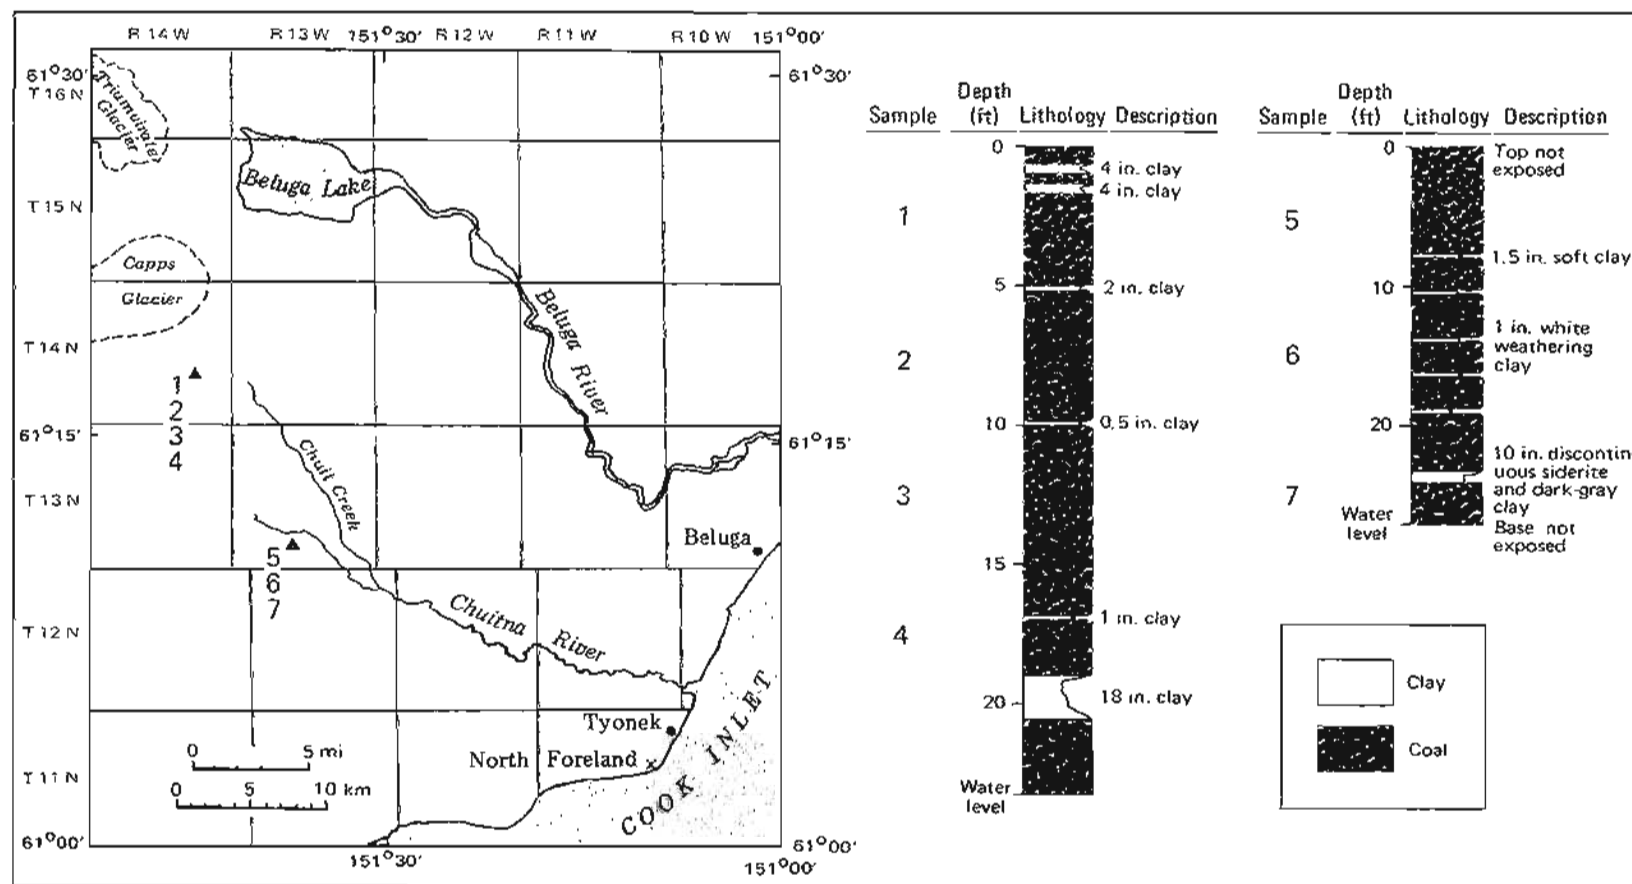 R 14 W R 13 W 151°30' R 12 W R 11 W R 10 W 151°00'
61°30' 61°30'
T 16 N
Triumvirate
Glacier
Beluga Lake
T 15 N
Capps
Glacier
Beluga River
T 14 N
1
2
3
4
61°15' 61°15'
Chuit Creek
T 13 N
Beluga
5
6
7
T 12 N
Chuitna River
Tyonek
North Foreland
COOK INLET
0 5 mi
0 5 10 km
T 11 N
61°00' 61°00'
151°30' 151°00'
Sample Depth (ft) Lithology Description
0
4 in. clay
4 in. clay
1
5 2 in. clay
2
10 0.5 in. clay
3
15
1 in. clay
4
20 18 in. clay
Water
level
Sample Depth (ft) Lithology Description
0 Top not
exposed
5
1.5 in. soft clay
10
1 in. white
weathering
clay
6
20
10 in. discontin
uous siderite
and dark-gray
clay
7
Water
level
Base not
exposed
Clay
Coal